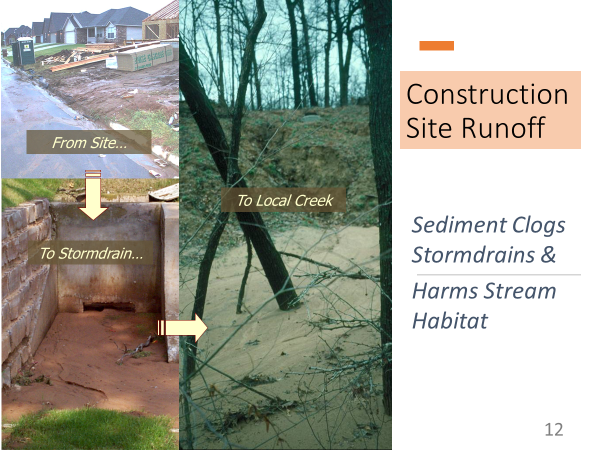 From Site...
To Stormdrain...
To Local Creek
Construction
Site Runoff
Sediment Clogs
Stormdrains &
Harms Stream
Habitat
12